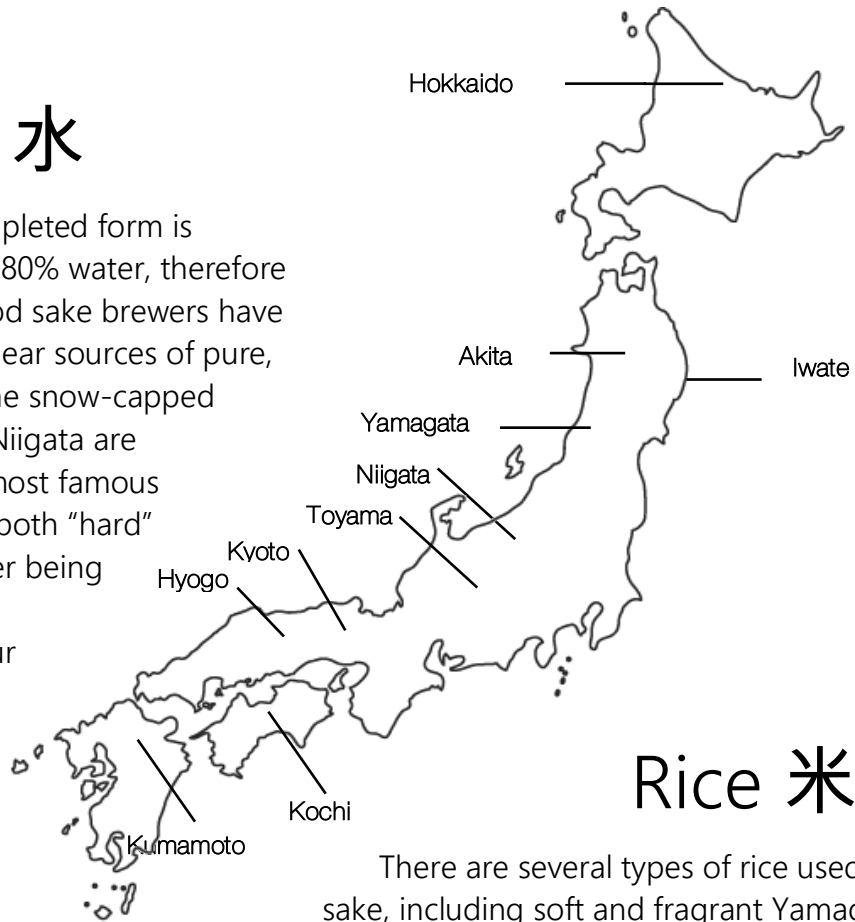 水
pleted form is
80% water, therefore
od sake brewers have
ear sources of pure,
ne snow-capped
Niigata are
most famous
both “hard”
er being
ur
Hokkaido
Akita
Iwate
Yamagata
Niigata
Toyama
Kyoto
Hyogo
Kochi
Kumamoto
Rice 米
There are several types of rice used
sake, including soft and fragrant Yamad